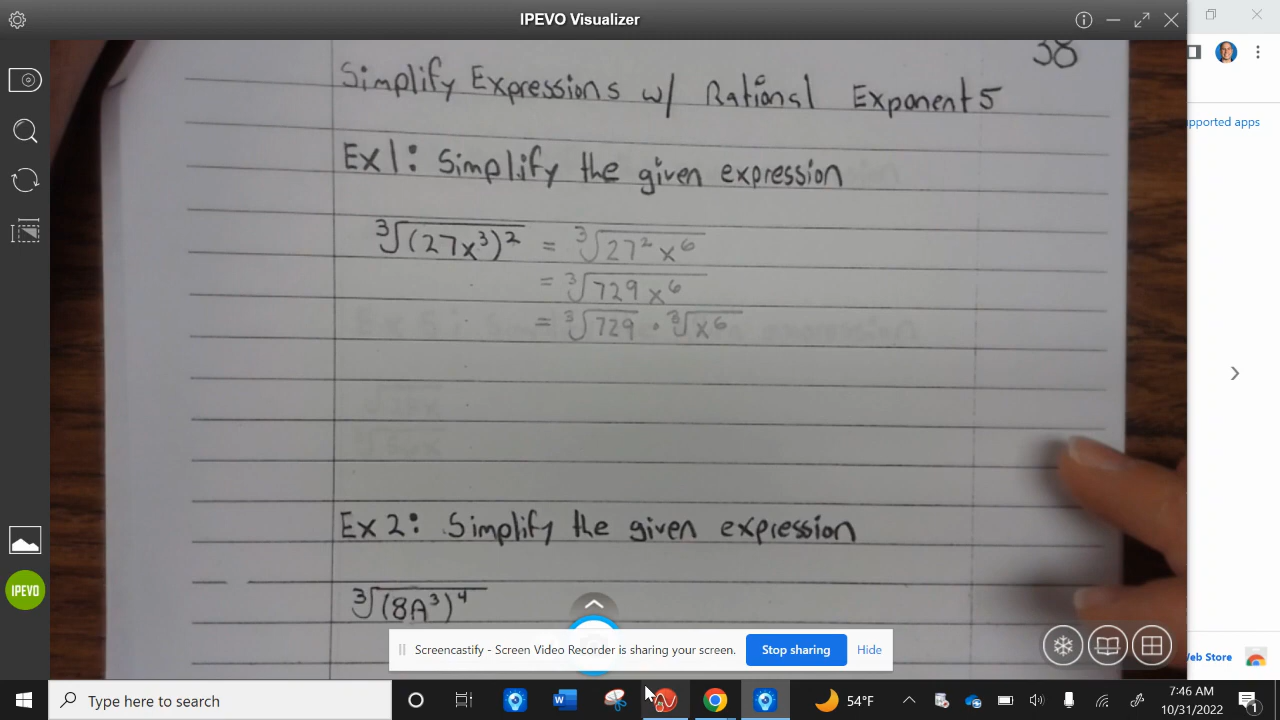 IPEVO Visualizer
38
Simplify Expressions w/ Rational Exponents
Ex 1: Simplify the given expression
∛(27x³)² = ∛27²x⁶
= ∛729x⁶
= ∛729 · ∛x⁶
Ex 2: Simplify the given expression
∛(8A³)⁴
IPEVO
upported apps
Screencastify - Screen Video Recorder is sharing your screen.
Stop sharing
Hide
eb Store
Type here to search
W
54°F
7:46 AM
10/31/2022
1